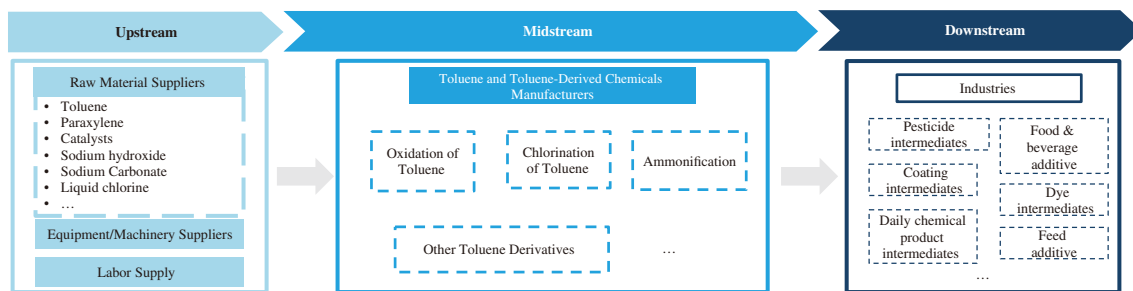 Upstream
Midstream
Downstream
Raw Material Suppliers
• Toluene
• Paraxylene
• Catalysts
• Sodium hydroxide
• Sodium Carbonate
• Liquid chlorine
• …
Equipment/Machinery Suppliers
Labor Supply
Toluene and Toluene-Derived Chemicals
Manufacturers
Oxidation of
Toluene
Chlorination
of Toluene
Ammonification
Other Toluene Derivatives
…
Industries
Pesticide
intermediates
Food &
beverage
additive
Coating
intermediates
Dye
intermediates
Daily chemical
product
intermediates
Feed
additive
…